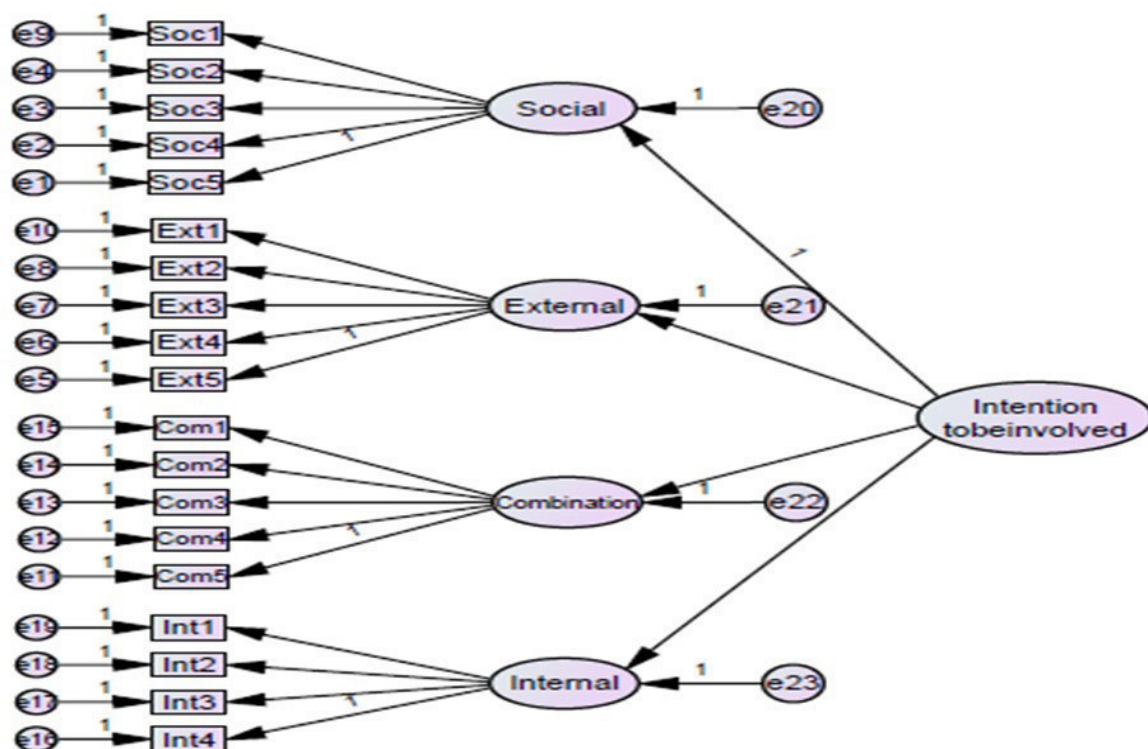 e9 1 Soc1
e4 1 Soc2
e3 1 Soc3
e2 1 Soc4
e1 1 Soc5
1
Social
1 e20
e10 1 Ext1
e8 1 Ext2
e7 1 Ext3
e6 1 Ext4
e5 1 Ext5
1
External
1 e21
1
Intention
tobeinvolved
e15 1 Com1
e14 1 Com2
e13 1 Com3
e12 1 Com4
e11 1 Com5
1
Combination
1 e22
e19 1 Int1
e18 1 Int2
e17 1 Int3
e16 1 Int4
1
Internal
1 e23